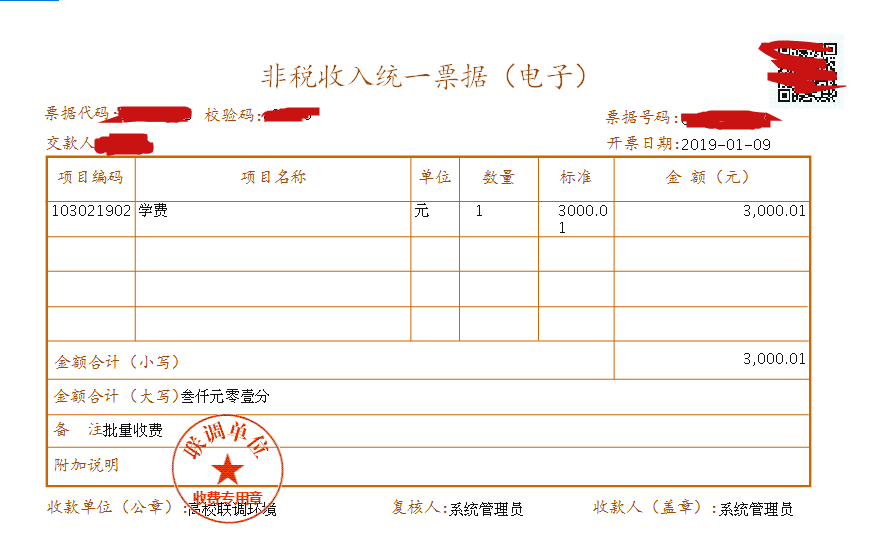 非税收入统一票据（电子）
票据代码: 校验码:
票据号码:
交款人
开票日期:2019-01-09
项目编码 项目名称 单位 数量 标准 金 额（元）
103021902 学费 元 1 3000.0 3,000.01
1
金额合计（小写） 3,000.01
金额合计（大写)叁仟元零壹分
备 注批量收费
附加说明
联调单位
收费专用章
收款单位（公章）:高校联调环境 复核人:系统管理员 收款人（盖章）:系统管理员